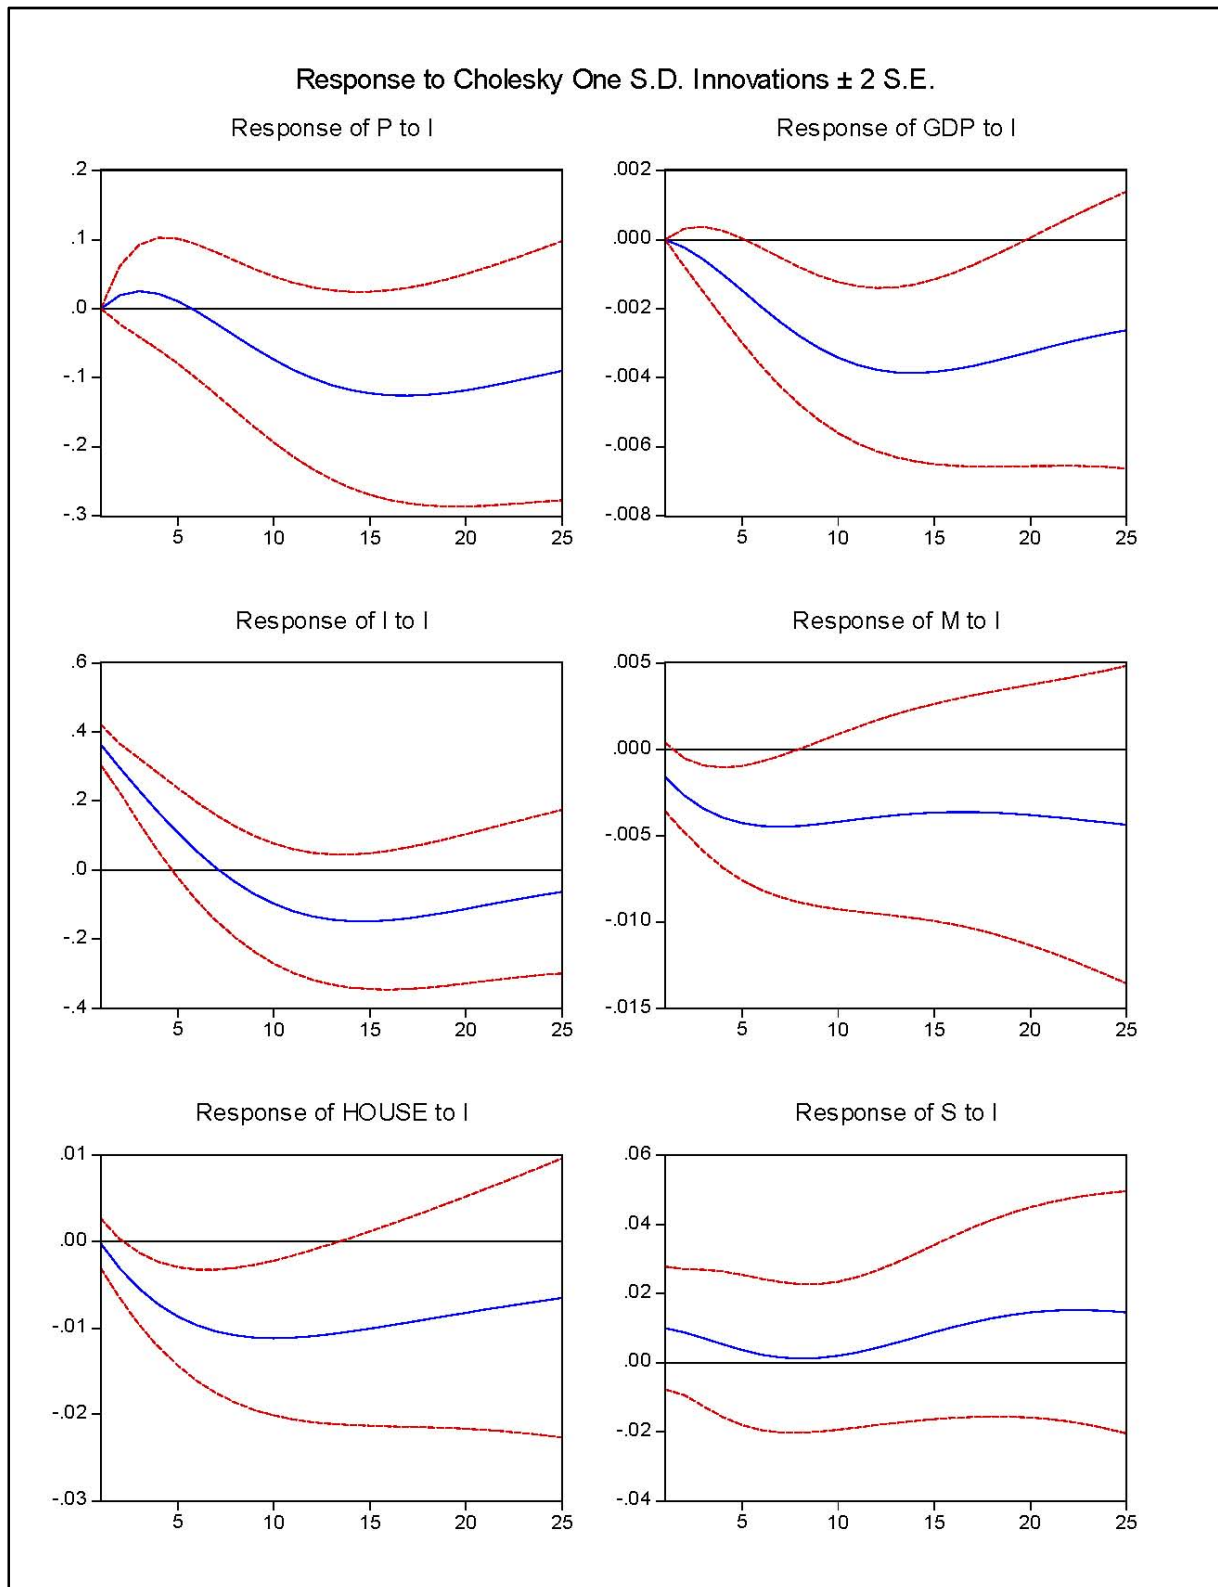 Response to Cholesky One S.D. Innovations ± 2 S.E.
Response of P to I
.2
.1
.0
-.1
-.2
-.3
5 10 15 20 25
Response of GDP to I
.002
.000
-.002
-.004
-.006
-.008
5 10 15 20 25
Response of I to I
.6
.4
.2
.0
-.2
-.4
5 10 15 20 25
Response of M to I
.005
.000
-.005
-.010
-.015
5 10 15 20 25
Response of HOUSE to I
.01
.00
-.01
-.02
-.03
5 10 15 20 25
Response of S to I
.06
.04
.02
.00
-.02
-.04
5 10 15 20 25